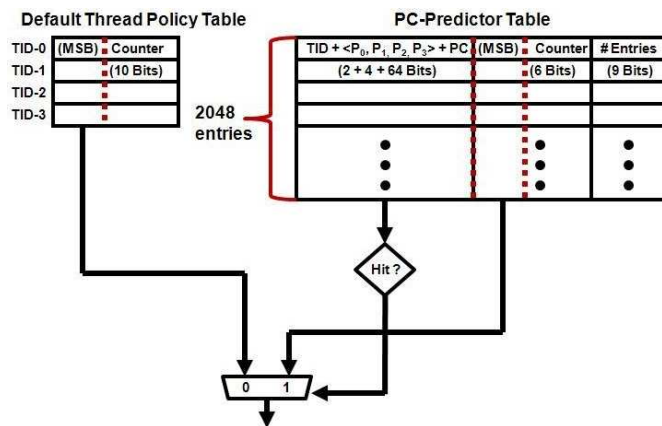 Default Thread Policy Table
PC-Predictor Table
TID-0 (MSB) Counter
TID-1 (10 Bits)
TID-2
TID-3
TID + <P0, P1, P2, P3> + PC (MSB) Counter # Entries
(2 + 4 + 64 Bits) (6 Bits) (9 Bits)
2048
entries
Hit ?
0 1